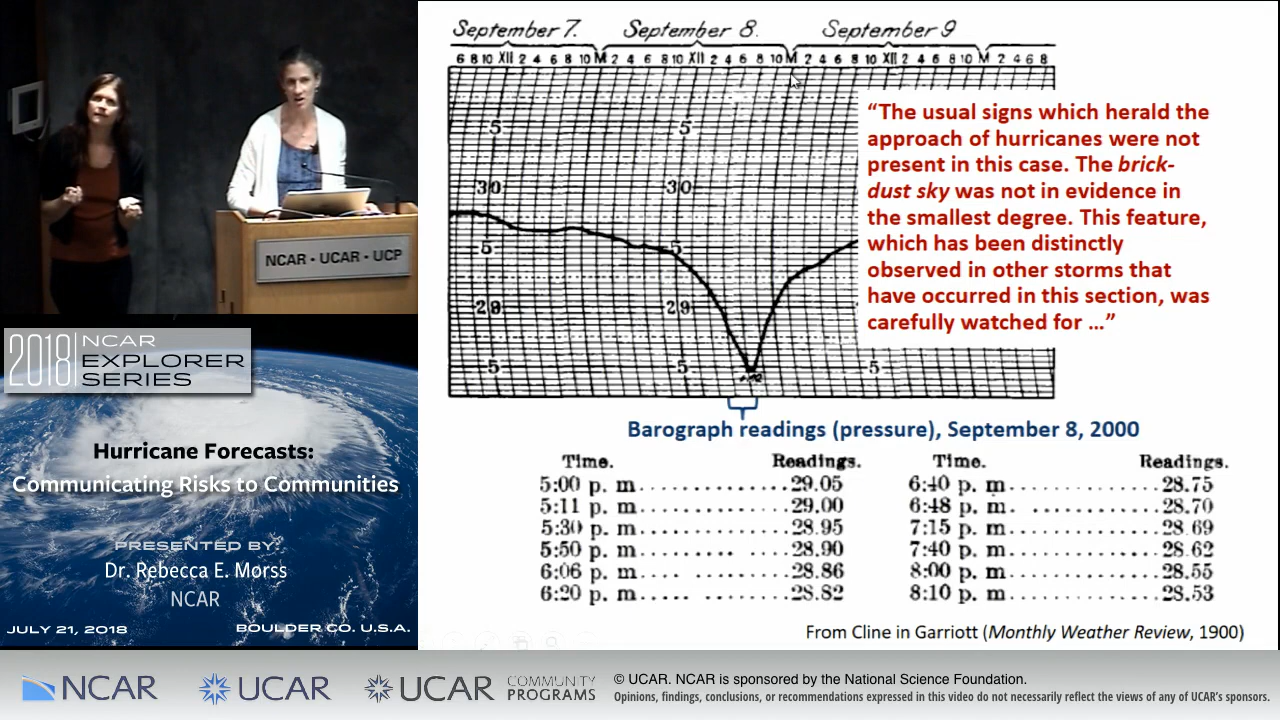 September 7. September 8. September 9
6 8 10 XII 2 4 6 8 10 M 2 4 6 8 10 XII 2 4 6 8 10 M 2 4 6 8 10 XII 2 4 6 8 10 M 2 4 6 8
5 5
30 30
5 5
29 29
5 5 5
“The usual signs which herald the
approach of hurricanes were not
present in this case. The brick-
dust sky was not in evidence in
the smallest degree. This feature,
which has been distinctly
observed in other storms that
have occurred in this section, was
carefully watched for ...”
Barograph readings (pressure), September 8, 2000
Time. Readings. Time. Readings.
5:00 p. m..............29.05 6:40 p. m..............28.75
5:11 p. m..............29.00 6:48 p. m. .............28.70
5:30 p. m..............28.95 7:15 p. m..............28.69
5:50 p. m......... ....28.90 7:40 p. m..............28.62
6:06 p. m.... .........28.86 8:00 p. m..............28.55
6:20 p. m..... ........28.82 8:10 p. m..............28.53
From Cline in Garriott (Monthly Weather Review, 1900)
NCAR • UCAR • UCP
2018 NCAR
EXPLORER
SERIES
Hurricane Forecasts:
Communicating Risks to Communities
PRESENTED BY:
Dr. Rebecca E. Morss
NCAR
JULY 21, 2018 BOULDER CO. U.S.A.
NCAR UCAR UCAR COMMUNITY PROGRAMS
© UCAR. NCAR is sponsored by the National Science Foundation.
Opinions, findings, conclusions, or recommendations expressed in this video do not necessarily reflect the views of any of UCAR's sponsors.